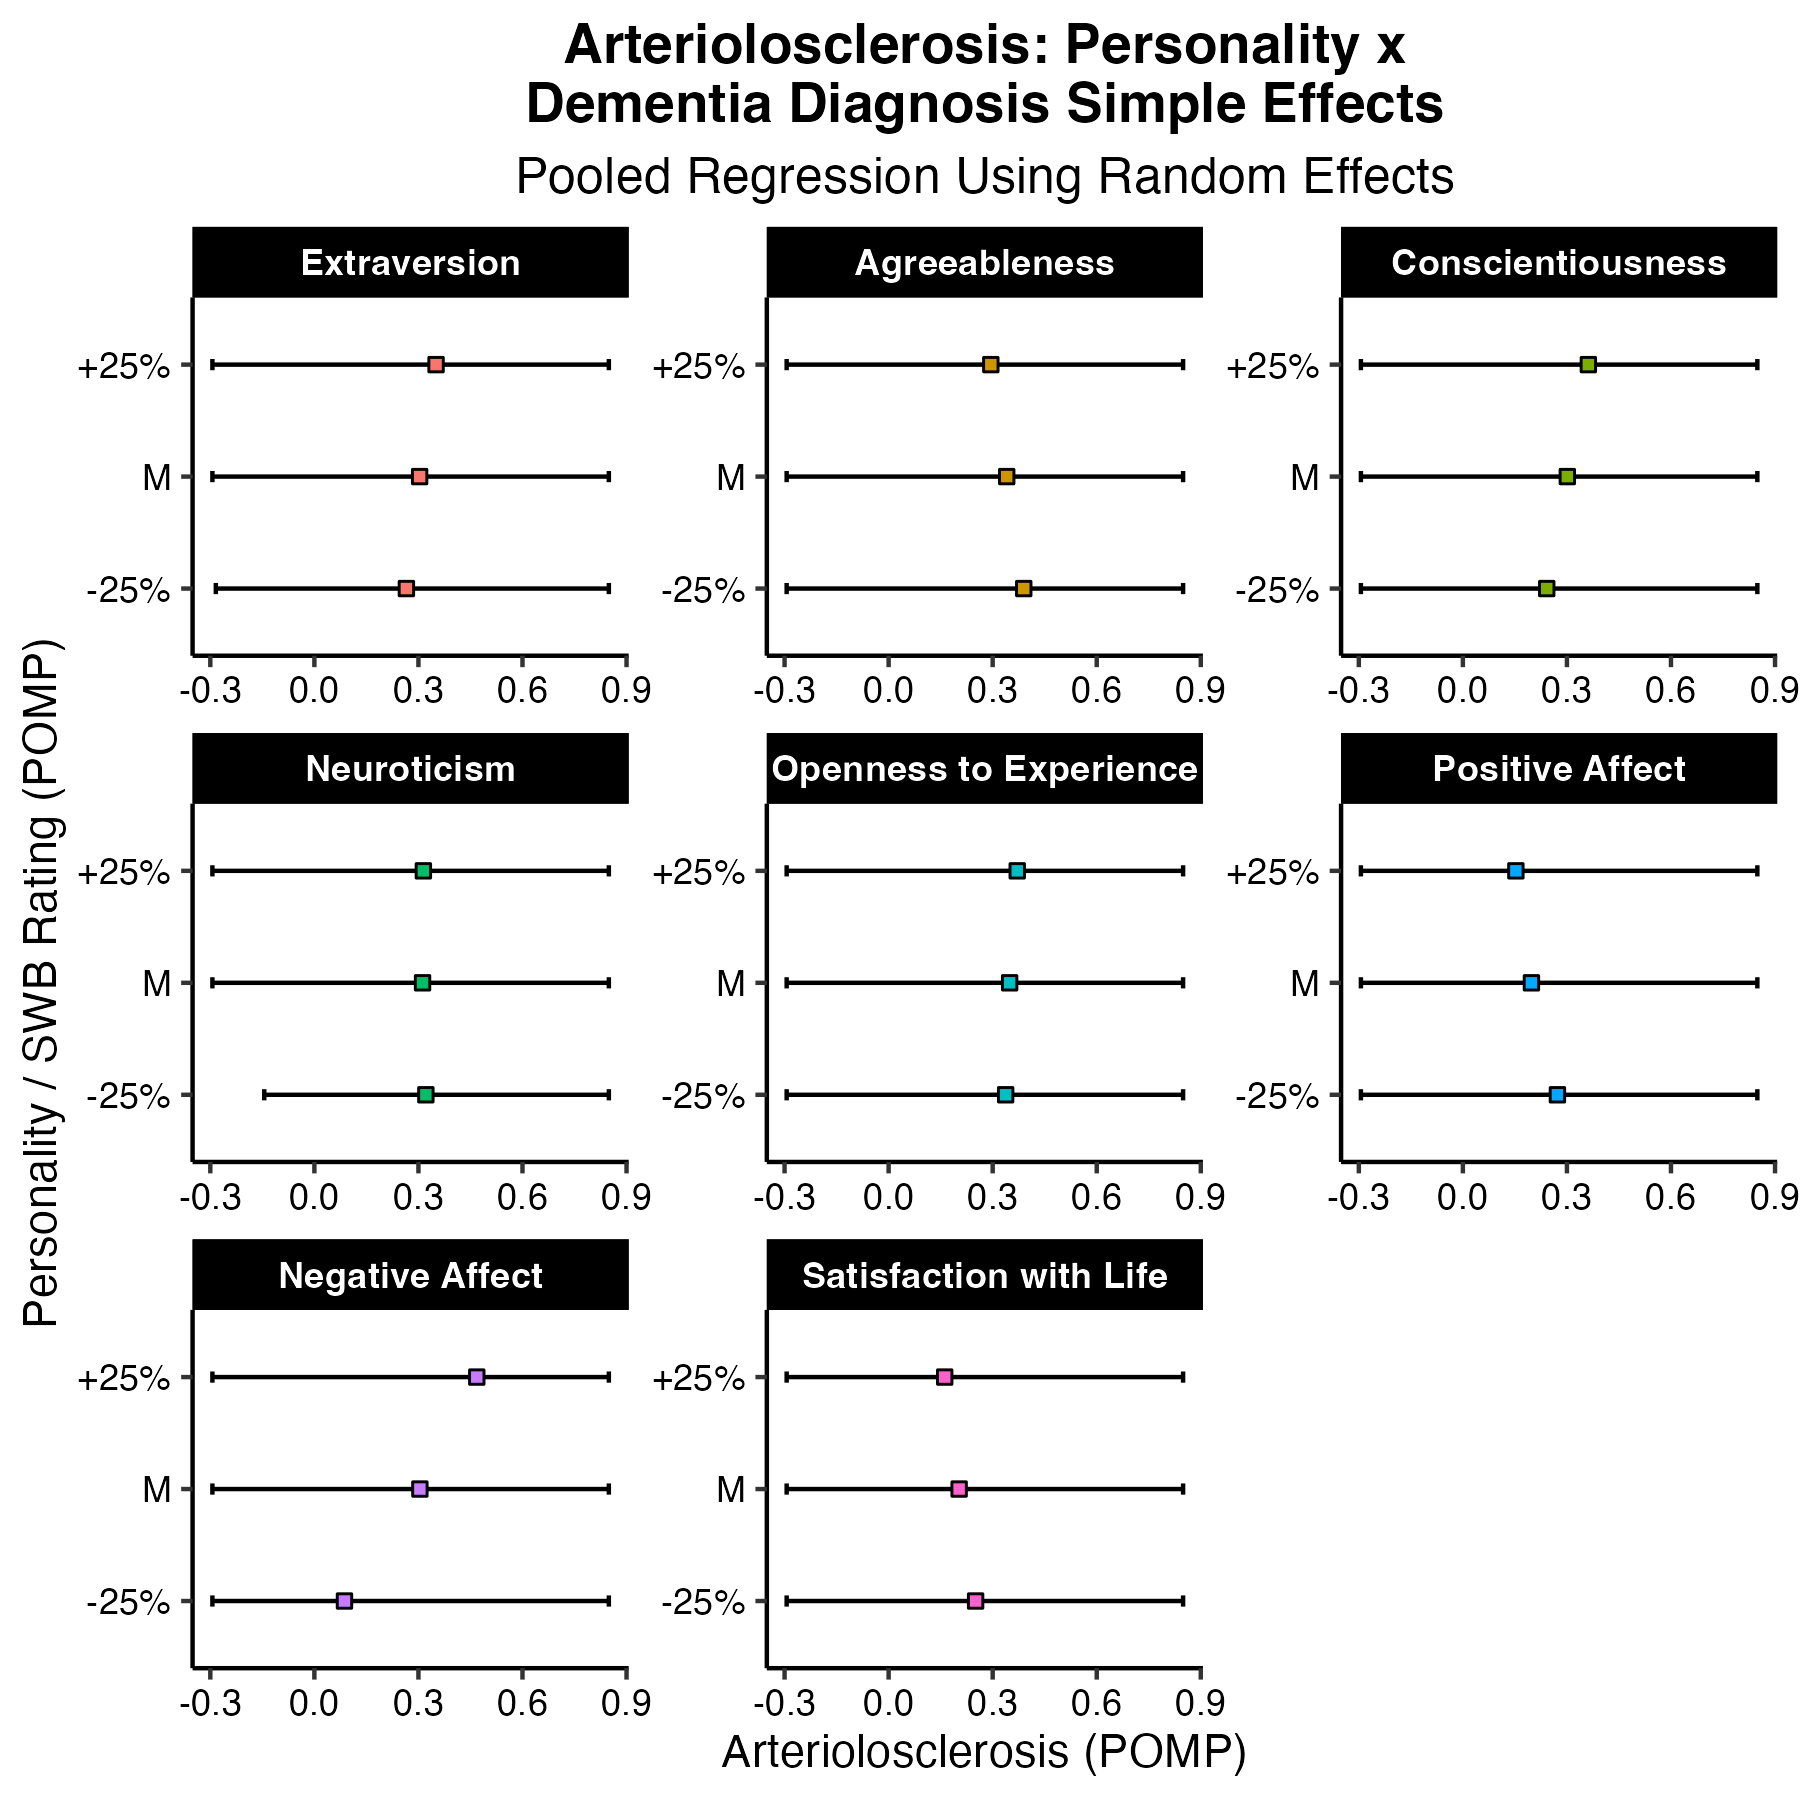 Arteriolosclerosis: Personality x
Dementia Diagnosis Simple Effects
Pooled Regression Using Random Effects
Personality / SWB Rating (POMP)
Extraversion
+25%
M
-25%
-0.3 0.0 0.3 0.6 0.9
Agreeableness
+25%
M
-25%
-0.3 0.0 0.3 0.6 0.9
Conscientiousness
+25%
M
-25%
-0.3 0.0 0.3 0.6 0.9
Neuroticism
+25%
M
-25%
-0.3 0.0 0.3 0.6 0.9
Openness to Experience
+25%
M
-25%
-0.3 0.0 0.3 0.6 0.9
Positive Affect
+25%
M
-25%
-0.3 0.0 0.3 0.6 0.9
Negative Affect
+25%
M
-25%
-0.3 0.0 0.3 0.6 0.9
Satisfaction with Life
+25%
M
-25%
-0.3 0.0 0.3 0.6 0.9
Arteriolosclerosis (POMP)